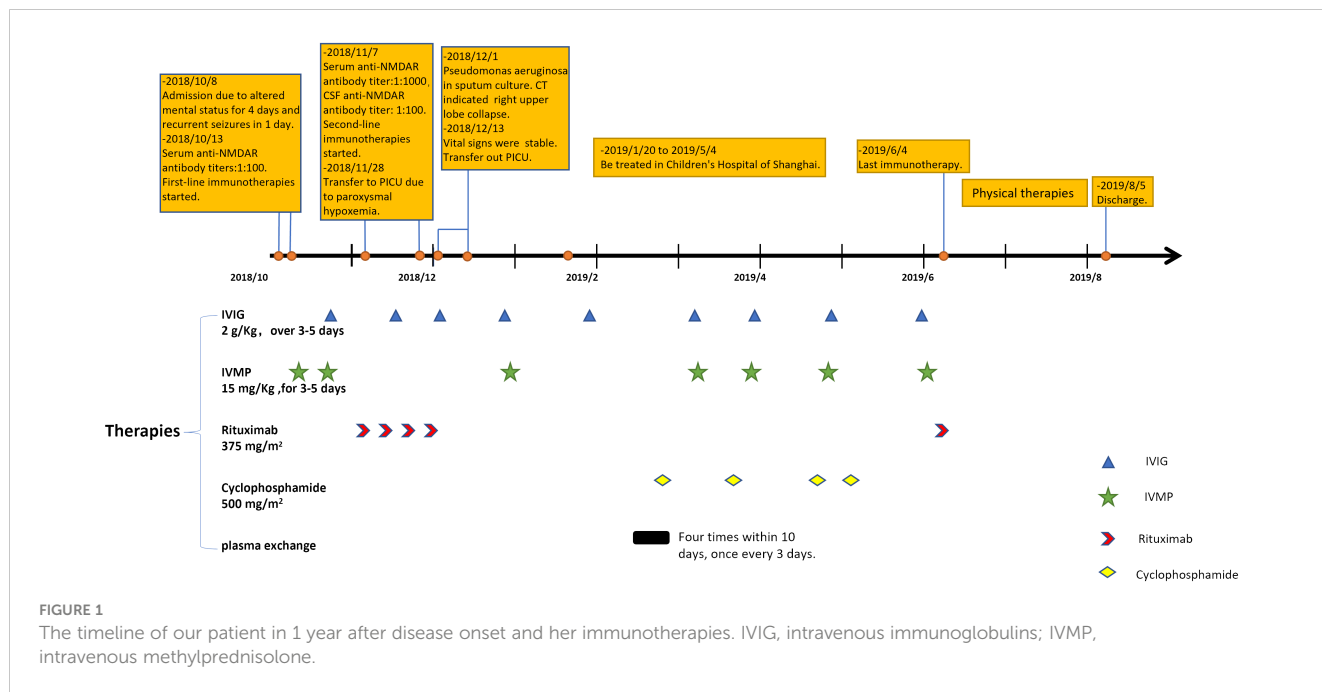 -2018/10/8
Admission due to altered
mental status for 4 days and
recurrent seizures in 1 day.
-2018/10/13
Serum anti-NMDAR
antibody titers:1:100.
First-line immunotherapies
started.
-2018/11/7
Serum anti-NMDAR
antibody titer:1:1000,
CSF anti-NMDAR
antibody titer: 1:100.
Second-line
immunotherapies
started.
-2018/11/28
Transfer to PICU due
to paroxysmal
hypoxemia.
-2018/12/1
Pseudomonas aeruginosa
in sputum culture. CT
indicated right upper
lobe collapse.
-2018/12/13
Vital signs were stable.
Transfer out PICU.
-2019/1/20 to 2019/5/4
Be treated in Children's Hospital of Shanghai.
-2019/6/4
Last immunotherapy.
Physical therapies
-2019/8/5
Discharge.
2018/10
2018/12
2019/2
2019/4
2019/6
2019/8
Therapies
IVIG
2 g/Kg, over 3-5 days
IVMP
15 mg/Kg ,for 3-5 days
Rituximab
375 mg/m²
Cyclophosphamide
500 mg/m²
plasma exchange
Four times within 10
days, once every 3 days.
IVIG
IVMP
Rituximab
Cyclophosphamide
FIGURE 1
The timeline of our patient in 1 year after disease onset and her immunotherapies. IVIG, intravenous immunoglobulins; IVMP,
intravenous methylprednisolone.